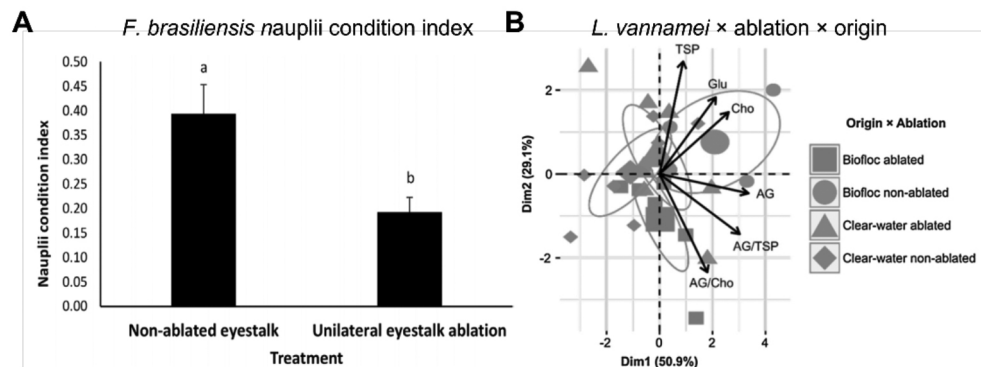 A
F. brasiliensis nauplii condition index
Nauplii condition index
0.50
0.45
0.40
0.35
0.30
0.25
0.20
0.15
0.10
0.05
0.00
a
b
Non-ablated eyestalk
Unilateral eyestalk ablation
Treatment
B
L. vannamei × ablation × origin
Dim2 (29.1%)
2
0
-2
TSP
Glu
Cho
AG
AG/TSP
AG/Cho
-2
0
2
4
Dim1 (50.9%)
Origin × Ablation
Biofloc ablated
Biofloc non-ablated
Clear-water ablated
Clear-water non-ablated